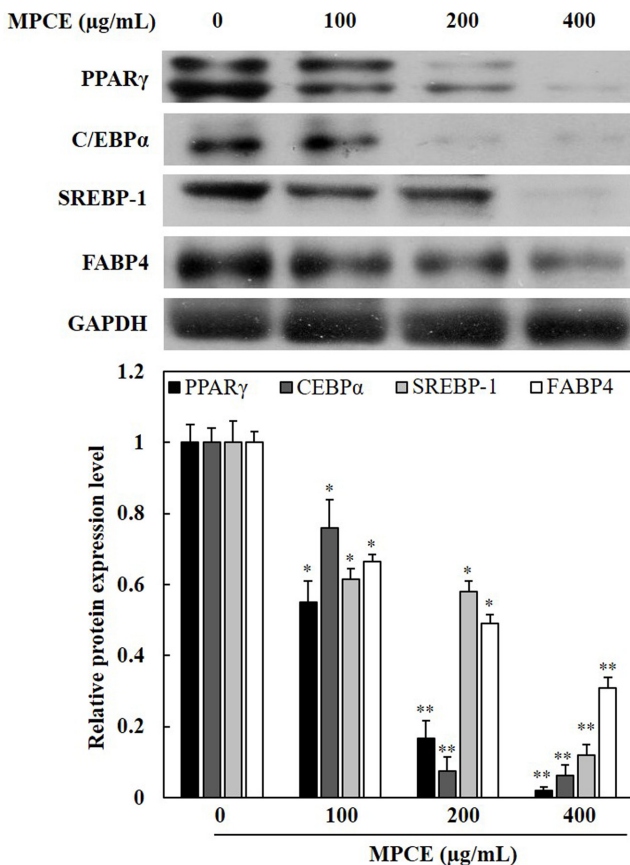 MPCE (µg/mL) 0 100 200 400
PPARγ
C/EBPα
SREBP-1
FABP4
GAPDH
1.2
PPARγ CEBPα SREBP-1 FABP4
1
0.8
0.6
0.4
0.2
0
Relative protein expression level
* * * *
** ** * *
** ** ** **
0 100 200 400
MPCE (µg/mL)